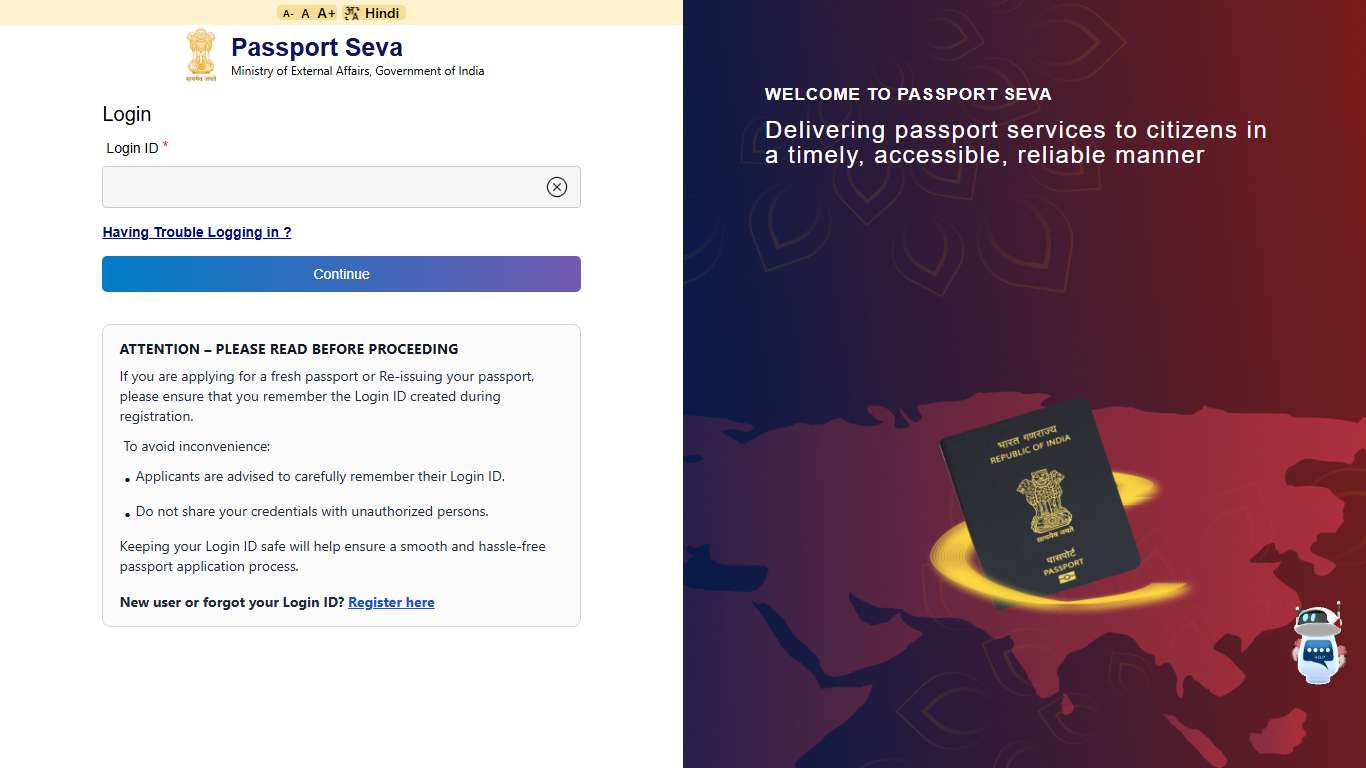 A- A A+ Hindi
Passport Seva
Ministry of External Affairs, Government of India
Login
Login ID *
Having Trouble Logging in ?
Continue
ATTENTION – PLEASE READ BEFORE PROCEEDING
If you are applying for a fresh passport or Re-issuing your passport,
please ensure that you remember the Login ID created during
registration.
To avoid inconvenience:
• Applicants are advised to carefully remember their Login ID.
• Do not share your credentials with unauthorized persons.
Keeping your Login ID safe will help ensure a smooth and hassle-free
passport application process.
New user or forgot your Login ID? Register here
WELCOME TO PASSPORT SEVA
Delivering passport services to citizens in
a timely, accessible, reliable manner
भारत गणराज्य
REPUBLIC OF INDIA
सत्यमेव जयते
पासपोर्ट
PASSPORT
HELP